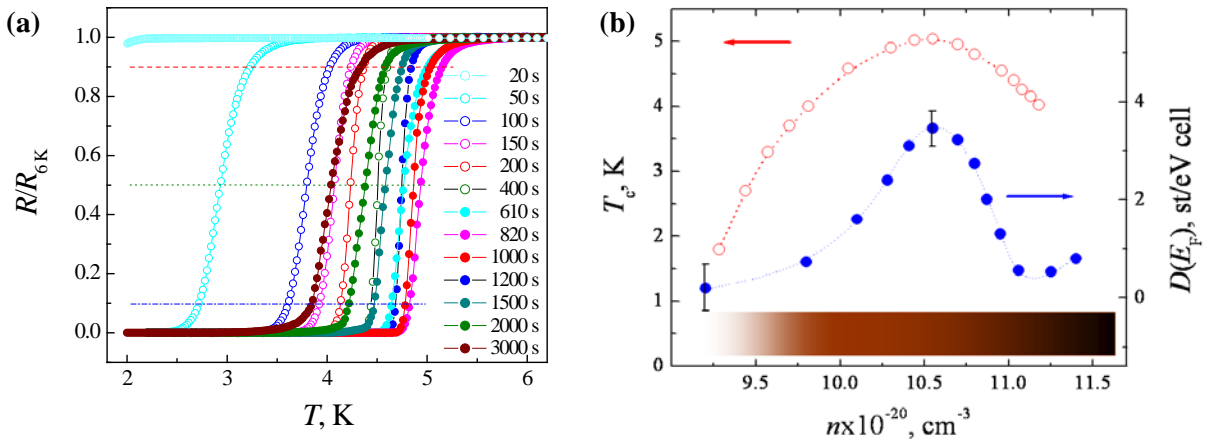 (a)
1.0
0.8
0.6
0.4
0.2
0.0
R/R6 K
2
3
4
5
6
T, K
20 s
50 s
100 s
150 s
200 s
400 s
610 s
820 s
1000 s
1200 s
1500 s
2000 s
3000 s
(b)
5
4
3
2
1
0
Tc, K
4
3
2
1
0
D(EF), st/eV cell
9.5
10.0
10.5
11.0
11.5
nx10-20, cm-3